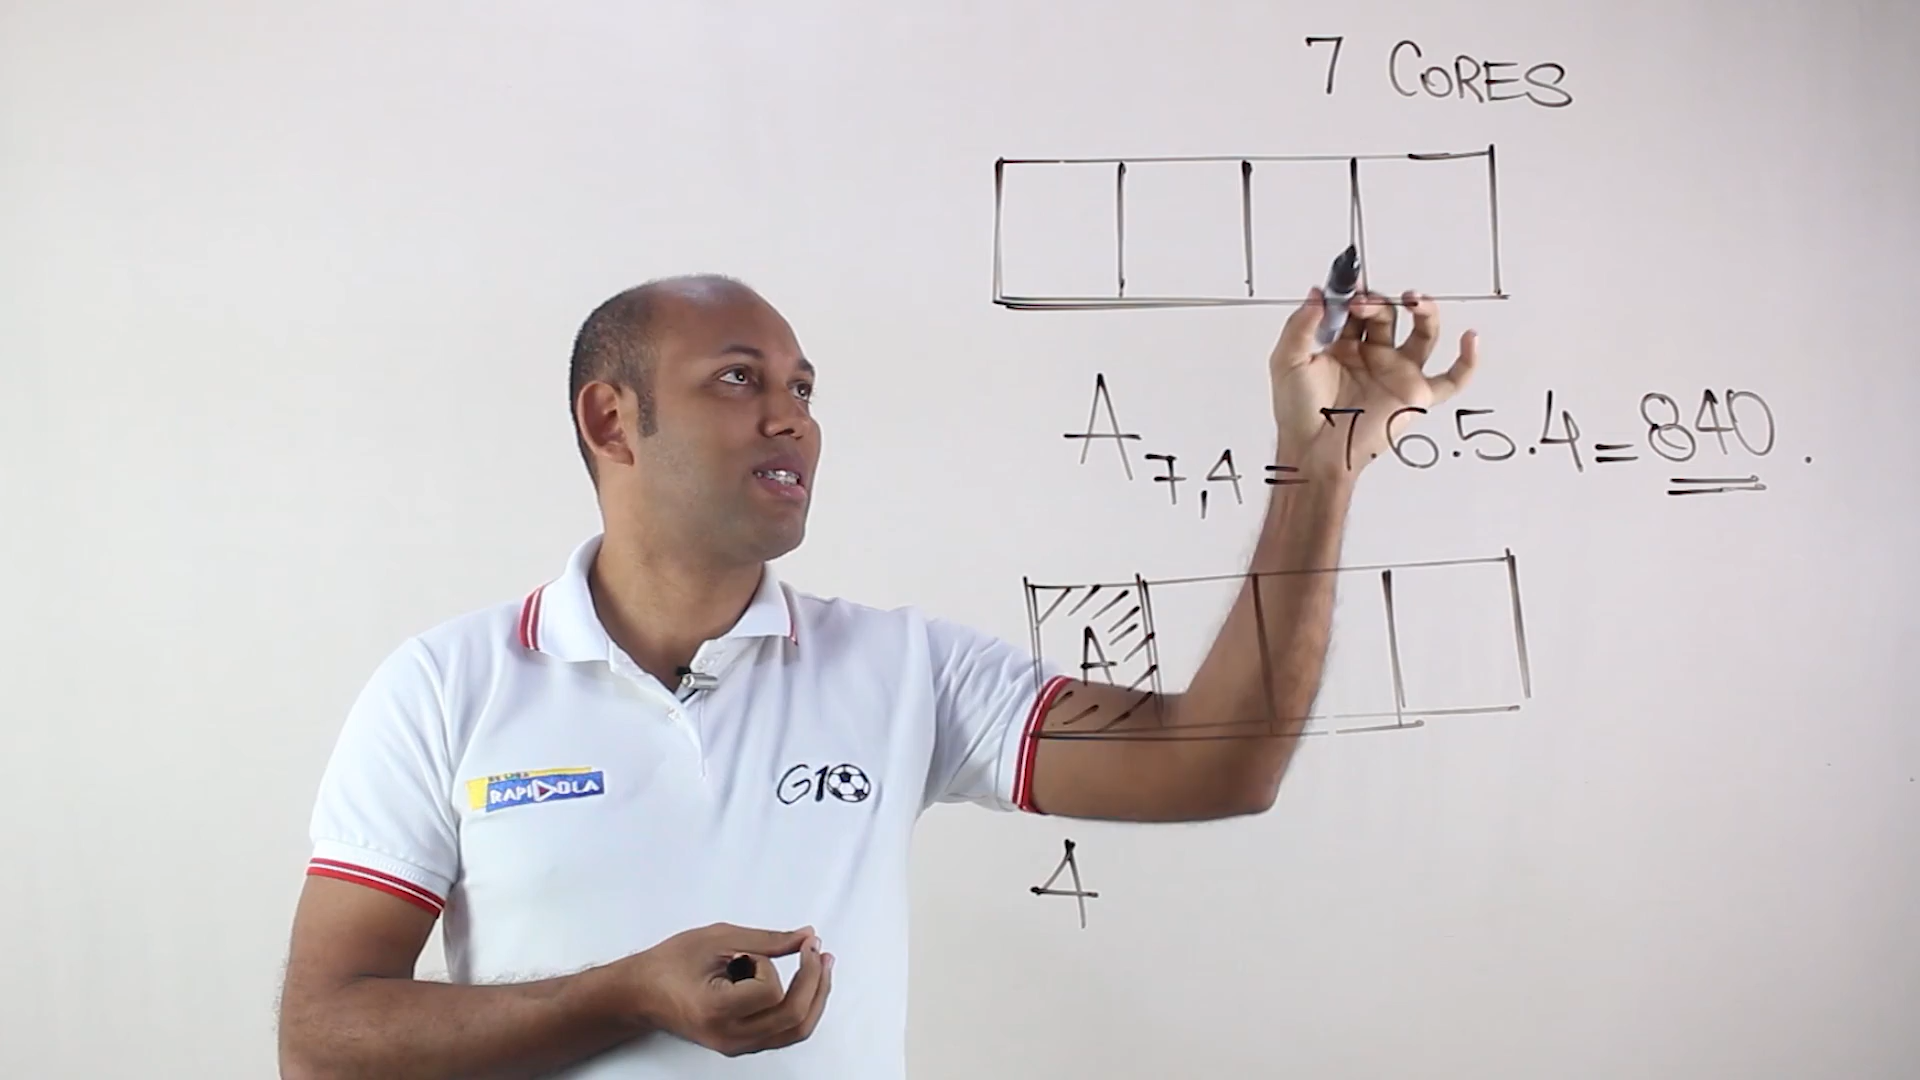 7 CORES
A7,4 = 7.6.5.4 = 840.
A
4
RAPIDOLA
G10